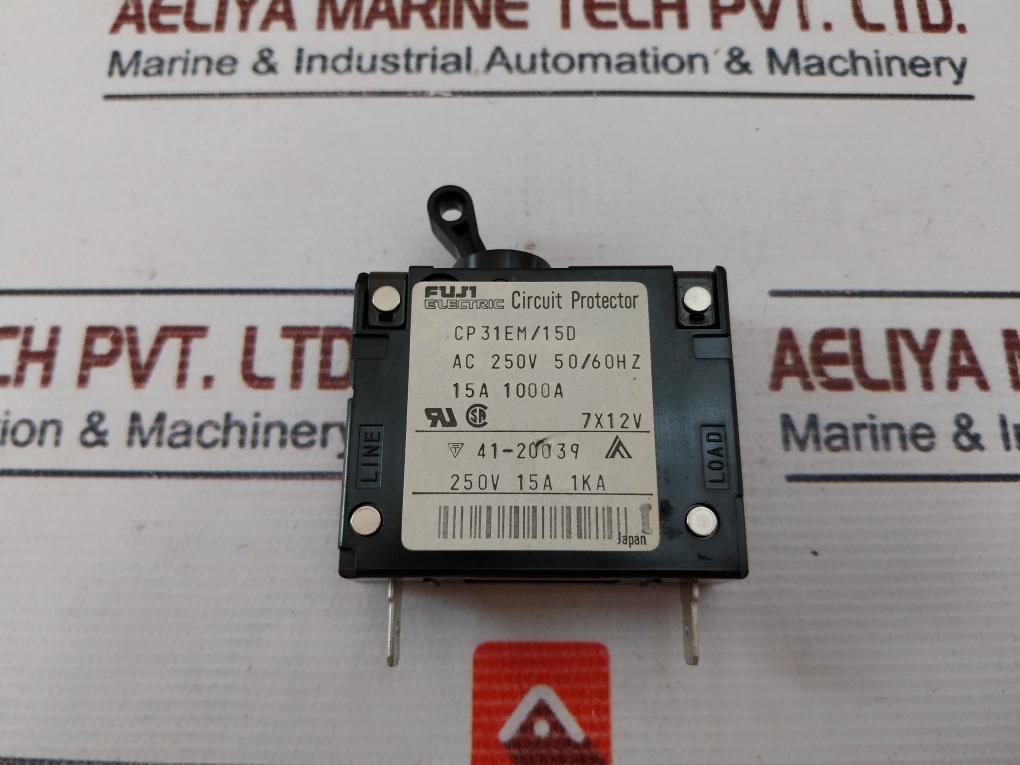 AELIYA MARINE TECH PVT. LTD.
Marine & Industrial Automation & Machinery
FUJI ELECTRIC Circuit Protector
CP31EM/15D
AC 250V 50/60HZ
15A 1000A
7X12V
41-20039
250V 15A 1KA
Japan
LINE
LOAD
CH PVT. LTD
ion & Machinery
AELIYA MA
Marine & In